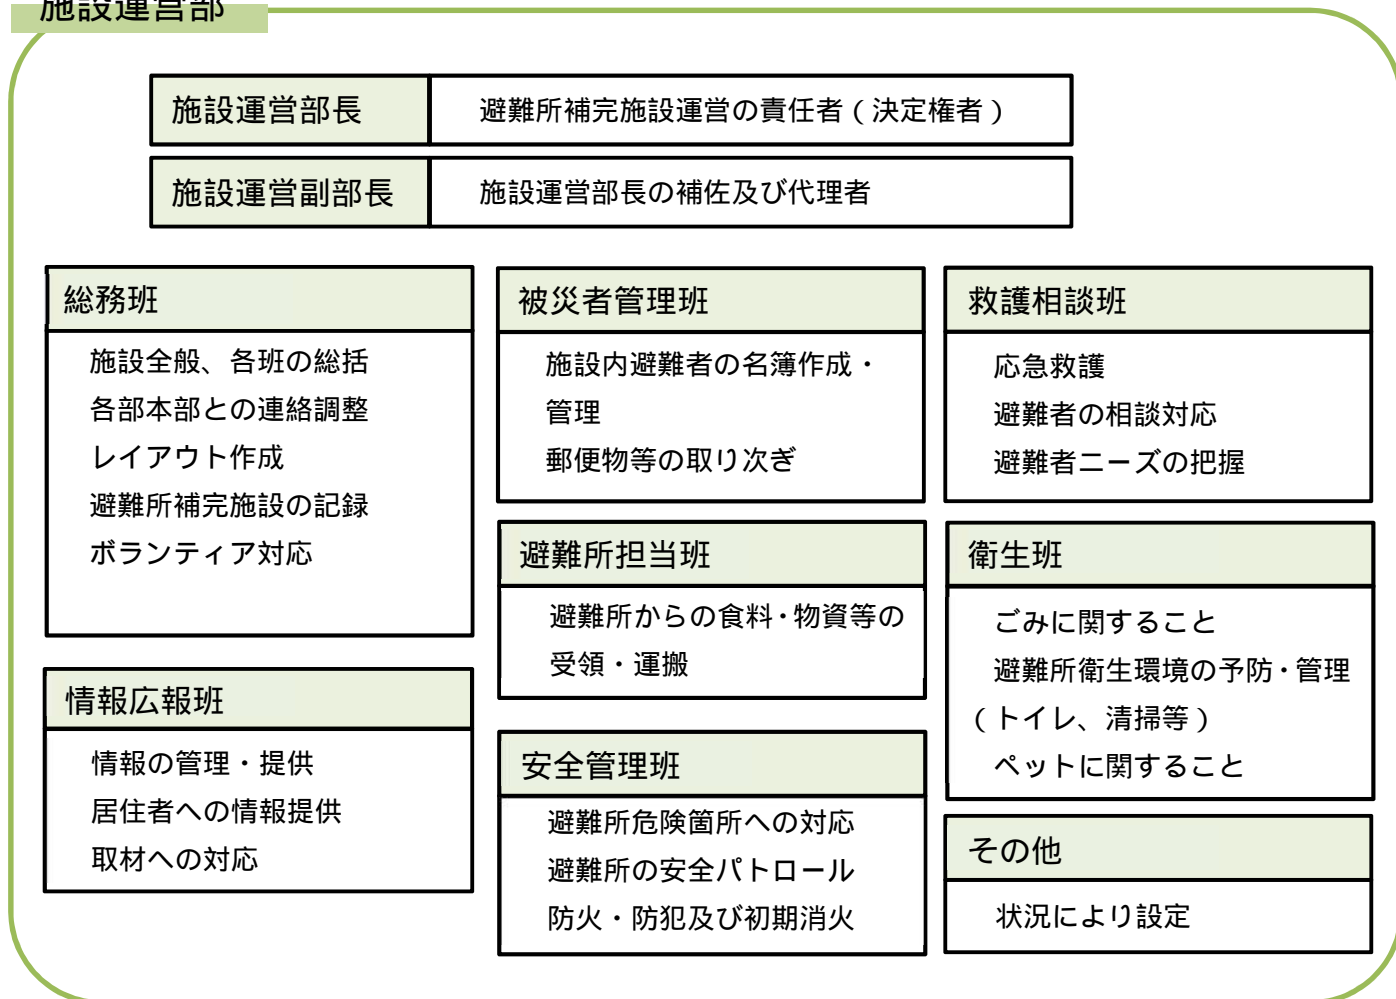 施設運営部
施設運営部長
避難所補完施設運営の責任者（決定権者）
施設運営副部長
施設運営部長の補佐及び代理者
総務班
施設全般、各班の総括
各部本部との連絡調整
レイアウト作成
避難所補完施設の記録
ボランティア対応
情報広報班
情報の管理・提供
居住者への情報提供
取材への対応
被災者管理班
施設内避難者の名簿作成・
管理
郵便物等の取り次ぎ
避難所担当班
避難所からの食料・物資等の
受領・運搬
安全管理班
避難所危険箇所への対応
避難所の安全パトロール
防火・防犯及び初期消火
救護相談班
応急救護
避難者の相談対応
避難者ニーズの把握
衛生班
ごみに関すること
避難所衛生環境の予防・管理
（トイレ、清掃等）
ペットに関すること
その他
状況により設定